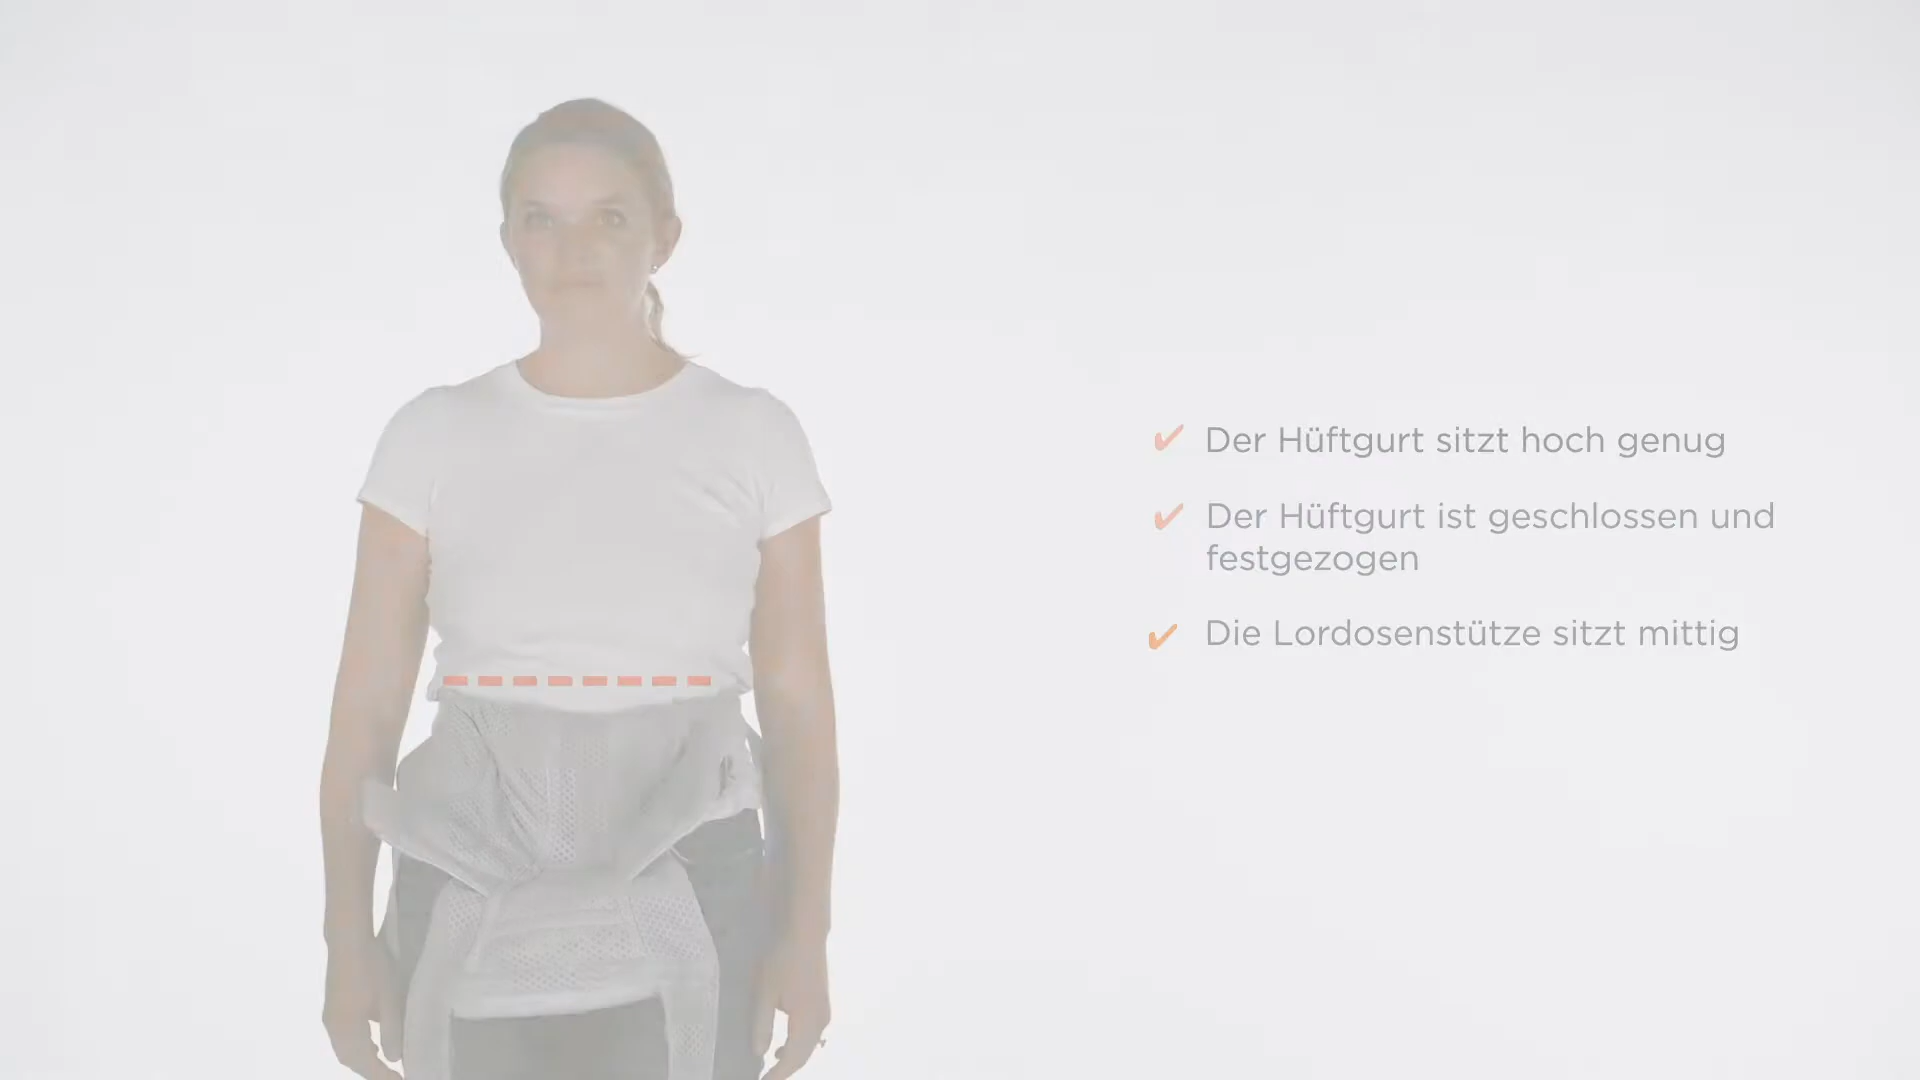 Der Hüftgurt sitzt hoch genug
Der Hüftgurt ist geschlossen und
festgezogen
Die Lordosenstütze sitzt mittig